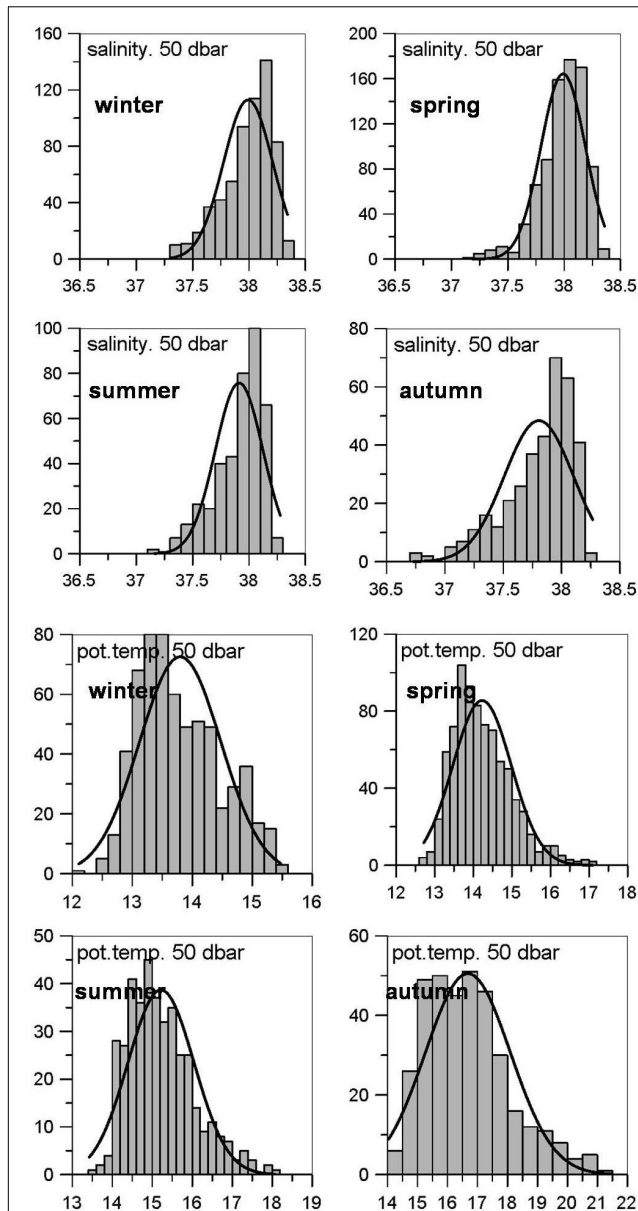 160
120
80
40
0
salinity. 50 dbar
winter
36.5 37 37.5 38 38.5
200
160
120
80
40
0
salinity. 50 dbar
spring
36.5 37 37.5 38 38.5
100
80
60
40
20
0
salinity. 50 dbar
summer
36.5 37 37.5 38 38.5
80
60
40
20
0
salinity. 50 dbar
autumn
36.5 37 37.5 38 38.5
80
60
40
20
0
pot.temp. 50 dbar
winter
12 13 14 15 16
120
80
40
0
pot.temp. 50 dbar
spring
12 13 14 15 16 17 18
50
40
30
20
10
0
pot.temp. 50 dbar
summer
13 14 15 16 17 18 19
60
40
20
0
pot.temp. 50 dbar
autumn
14 15 16 17 18 19 20 21 22